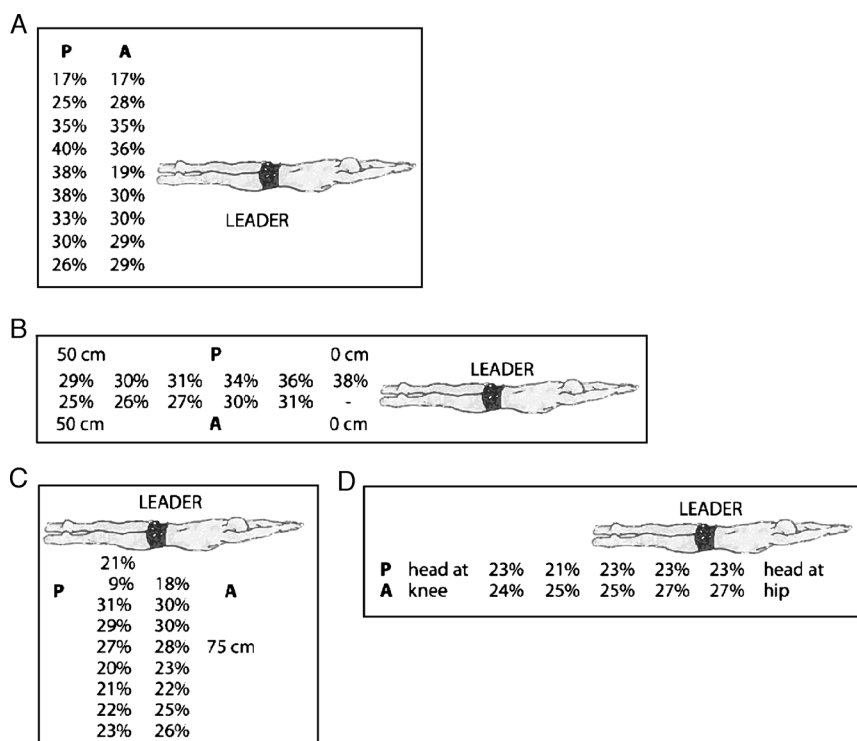 A
P A
17% 17%
25% 28%
35% 35%
40% 36%
38% 19%
38% 30%
33% 30%
30% 29%
26% 29%
LEADER
B
50 cm P 0 cm
LEADER
29% 30% 31% 34% 36% 38%
25% 26% 27% 30% 31% -
50 cm A 0 cm
C
LEADER
21%
P 9% 18% A
31% 30%
29% 30%
27% 28% 75 cm
20% 23%
21% 22%
22% 25%
23% 26%
D
LEADER
P head at 23% 21% 23% 23% 23% head at
A knee 24% 25% 25% 27% 27% hip